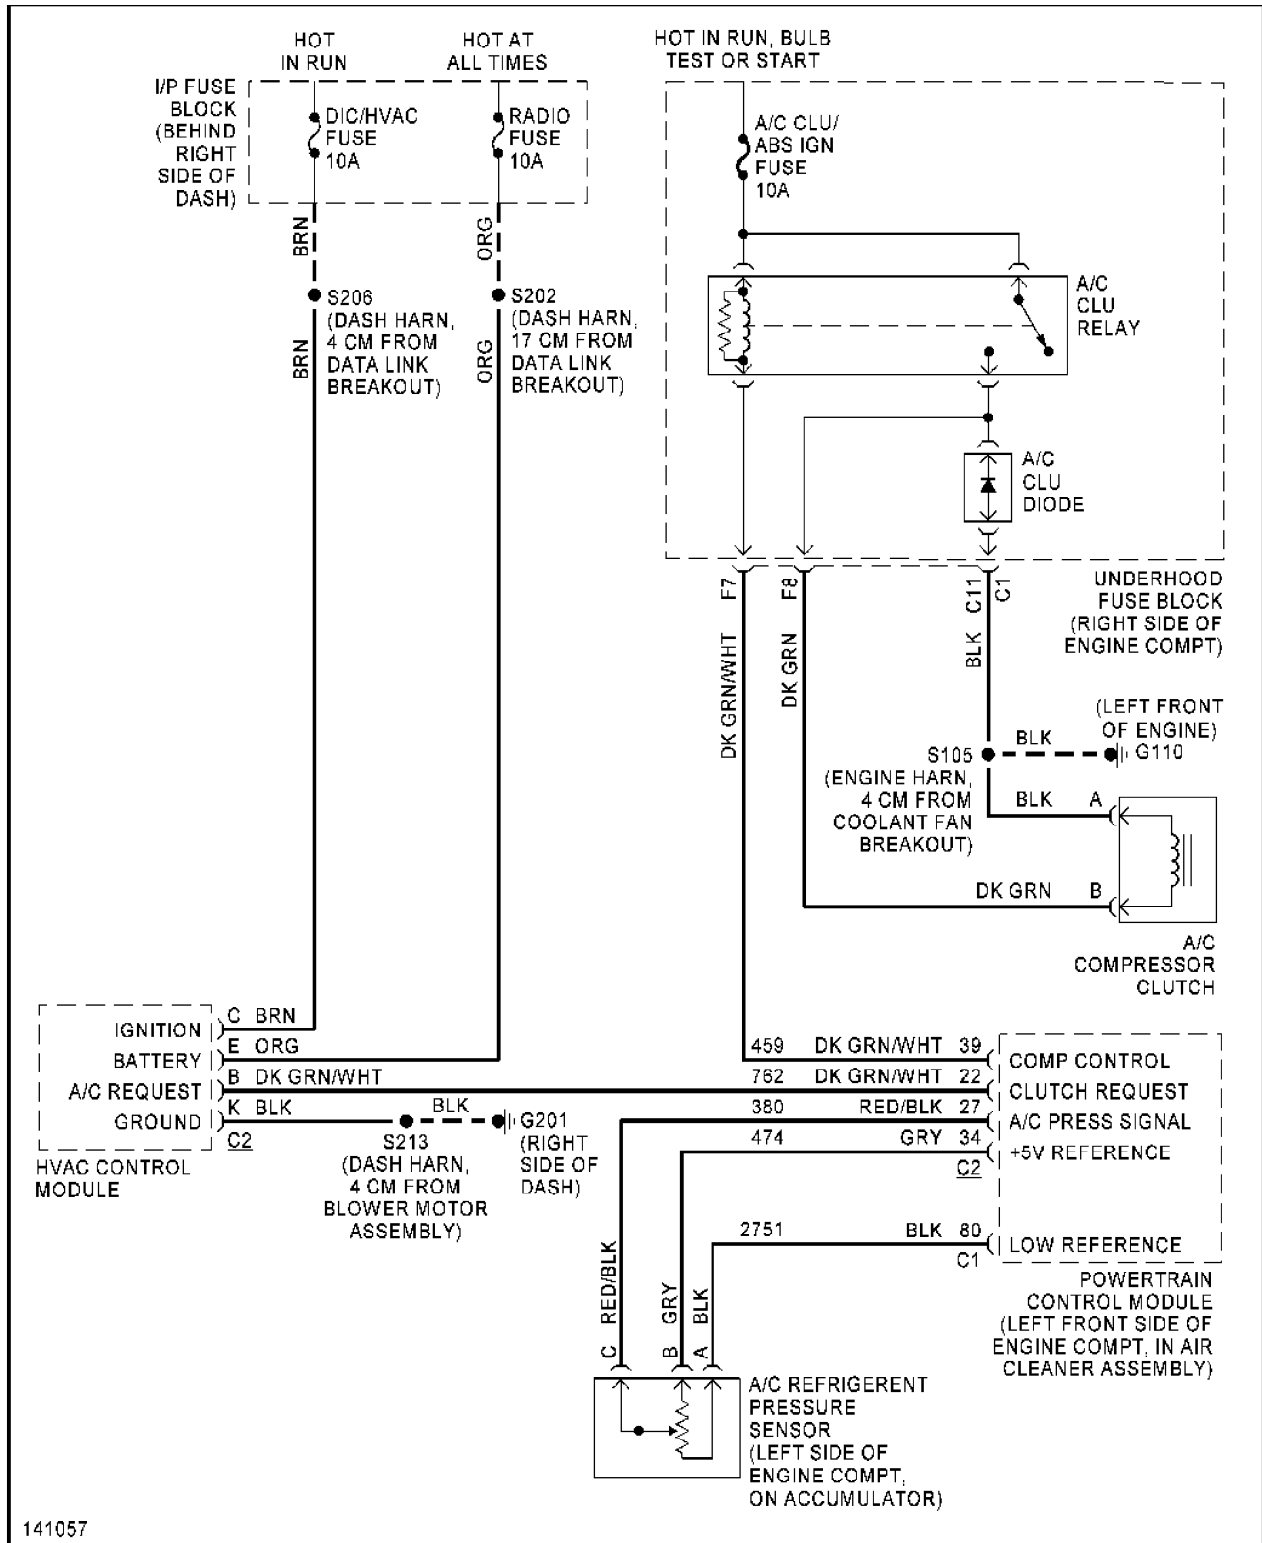 HOT
IN RUN
HOT AT
ALL TIMES
HOT IN RUN, BULB
TEST OR START
I/P FUSE
BLOCK
(BEHIND
RIGHT
SIDE OF
DASH)
DIC/HVAC
FUSE
10A
RADIO
FUSE
10A
A/C CLU/
ABS IGN
FUSE
10A
BRN
ORG
S206
(DASH HARN,
4 CM FROM
DATA LINK
BREAKOUT)
S202
(DASH HARN,
17 CM FROM
DATA LINK
BREAKOUT)
BRN
ORG
A/C
CLU
RELAY
A/C
CLU
DIODE
F7
F8
C11
C1
UNDERHOOD
FUSE BLOCK
(RIGHT SIDE OF
ENGINE COMPT)
DK GRN/WHT
DK GRN
BLK
(LEFT FRONT
OF ENGINE)
S105
BLK
G110
(ENGINE HARN,
4 CM FROM
COOLANT FAN
BREAKOUT)
BLK A
DK GRN B
A/C
COMPRESSOR
CLUTCH
IGNITION C BRN
BATTERY E ORG
A/C REQUEST B DK GRN/WHT
GROUND K BLK
C2
HVAC CONTROL
MODULE
BLK
S213
(DASH HARN,
4 CM FROM
BLOWER MOTOR
ASSEMBLY)
G201
(RIGHT
SIDE OF
DASH)
459 DK GRN/WHT 39 COMP CONTROL
762 DK GRN/WHT 22 CLUTCH REQUEST
380 RED/BLK 27 A/C PRESS SIGNAL
474 GRY 34 +5V REFERENCE
C2
2751 BLK 80 LOW REFERENCE
C1
POWERTRAIN
CONTROL MODULE
(LEFT FRONT SIDE OF
ENGINE COMPT, IN AIR
CLEANER ASSEMBLY)
RED/BLK
GRY
BLK
C
B
A
A/C REFRIGERENT
PRESSURE
SENSOR
(LEFT SIDE OF
ENGINE COMPT,
ON ACCUMULATOR)
141057